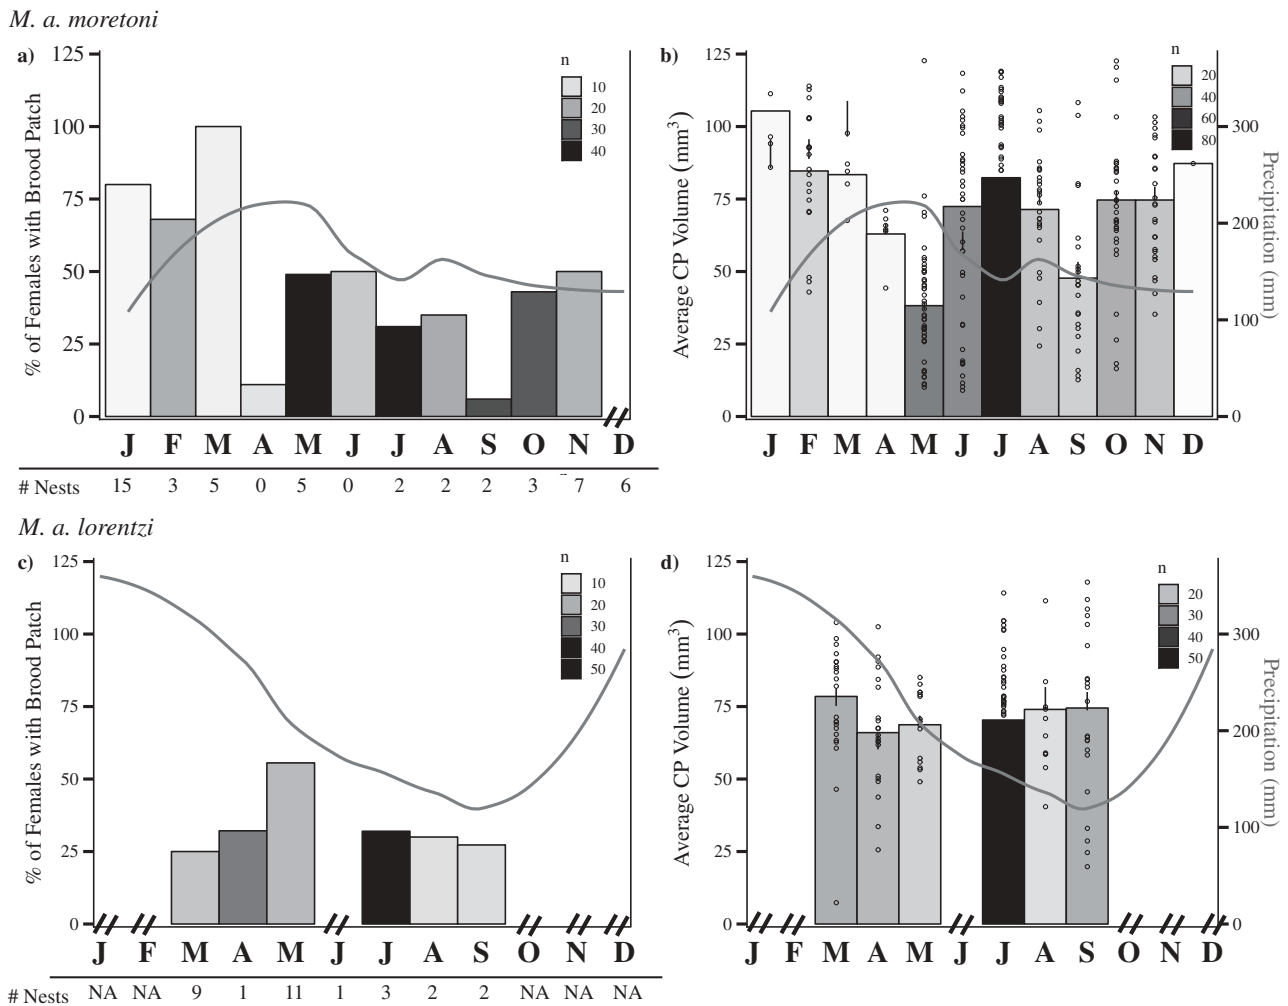 M. a. moretoni
a)
% of Females with Brood Patch
125
100
75
50
25
0
n
10
20
30
40
J F M A M J J A S O N D
# Nests 15 3 5 0 5 0 2 2 2 3 7 6
b)
Average CP Volume (mm³)
125
100
75
50
25
0
n
20
40
60
80
300
200
100
0
Precipitation (mm)
J F M A M J J A S O N D
M. a. lorentzi
c)
% of Females with Brood Patch
125
100
75
50
25
0
n
10
20
30
40
50
J F M A M J J A S O N D
# Nests NA NA 9 1 11 1 3 2 2 NA NA NA
d)
Average CP Volume (mm³)
125
100
75
50
25
0
n
20
30
40
50
300
200
100
0
Precipitation (mm)
J F M A M J J A S O N D